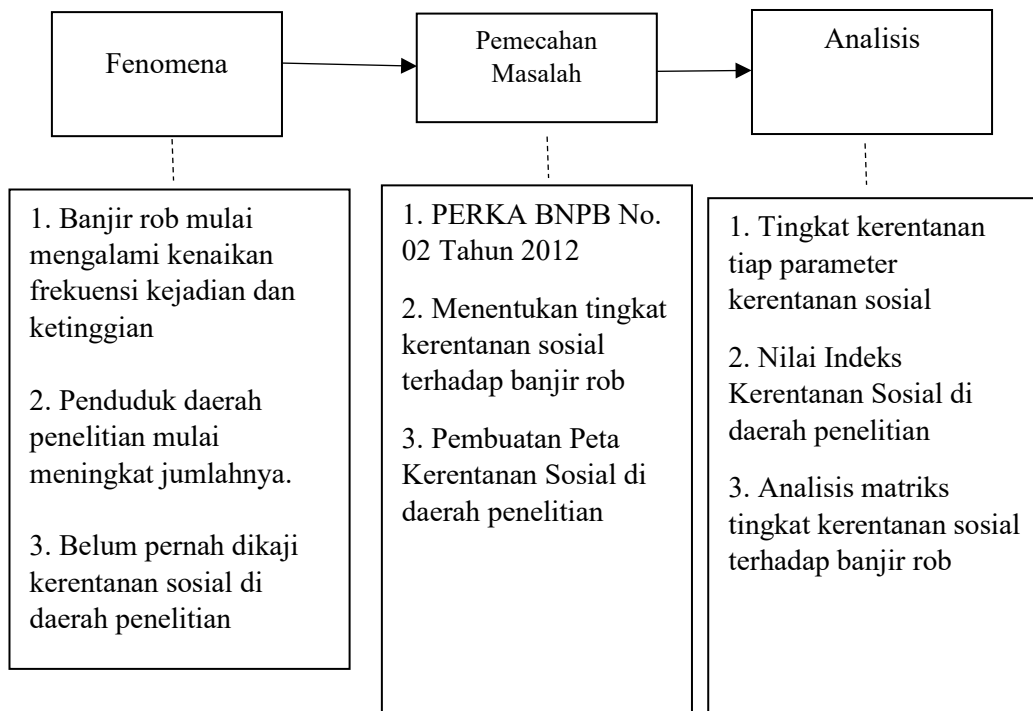 Fenomena
Pemecahan
Masalah
Analisis
1. Banjir rob mulai
mengalami kenaikan
frekuensi kejadian dan
ketinggian
2. Penduduk daerah
penelitian mulai
meningkat jumlahnya.
3. Belum pernah dikaji
kerentanan sosial di
daerah penelitian
1. PERKA BNPB No.
02 Tahun 2012
2. Menentukan tingkat
kerentanan sosial
terhadap banjir rob
3. Pembuatan Peta
Kerentanan Sosial di
daerah penelitian
1. Tingkat kerentanan
tiap parameter
kerentanan sosial
2. Nilai Indeks
Kerentanan Sosial di
daerah penelitian
3. Analisis matriks
tingkat kerentanan sosial
terhadap banjir rob